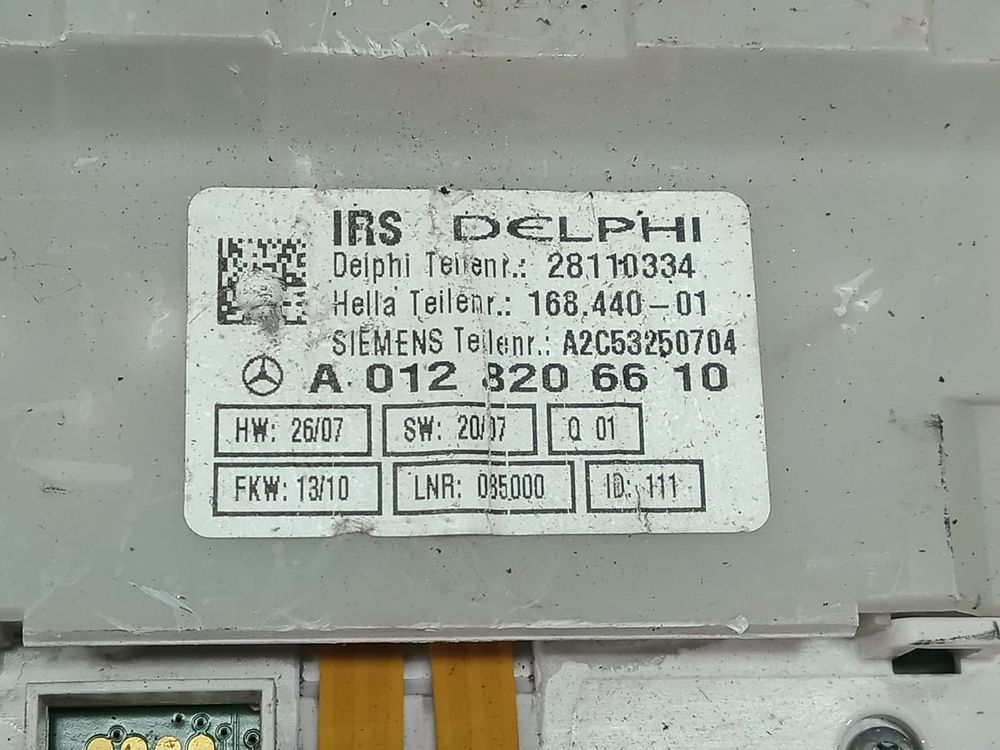 IRS DELPHI
Delphi Teilenr.: 28110334
Hella Teilenr.: 168.440-01
SIEMENS Teilenr.: A2C53250704
A 012 820 66 10
HW: 26/07 SW: 20/07 Q 01
FKW: 13/10 LNR: 085000 ID: 111